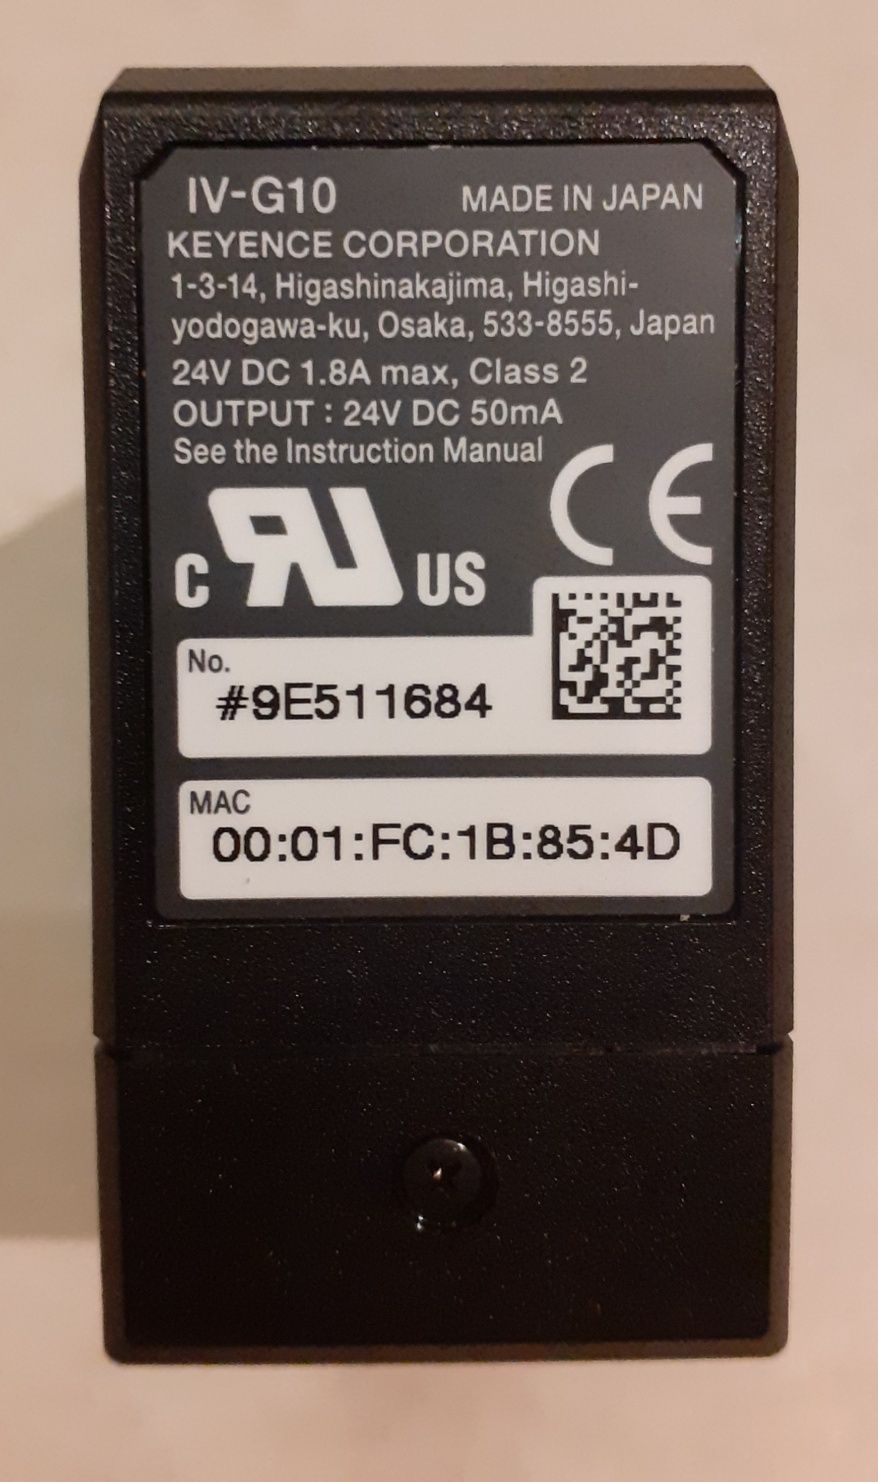 IV-G10 MADE IN JAPAN
KEYENCE CORPORATION
1-3-14, Higashinakajima, Higashi-
yodogawa-ku, Osaka, 533-8555, Japan
24V DC 1.8A max, Class 2
OUTPUT : 24V DC 50mA
See the Instruction Manual
CE
C RU US
No.
#9E511684
MAC
00:01:FC:1B:85:4D